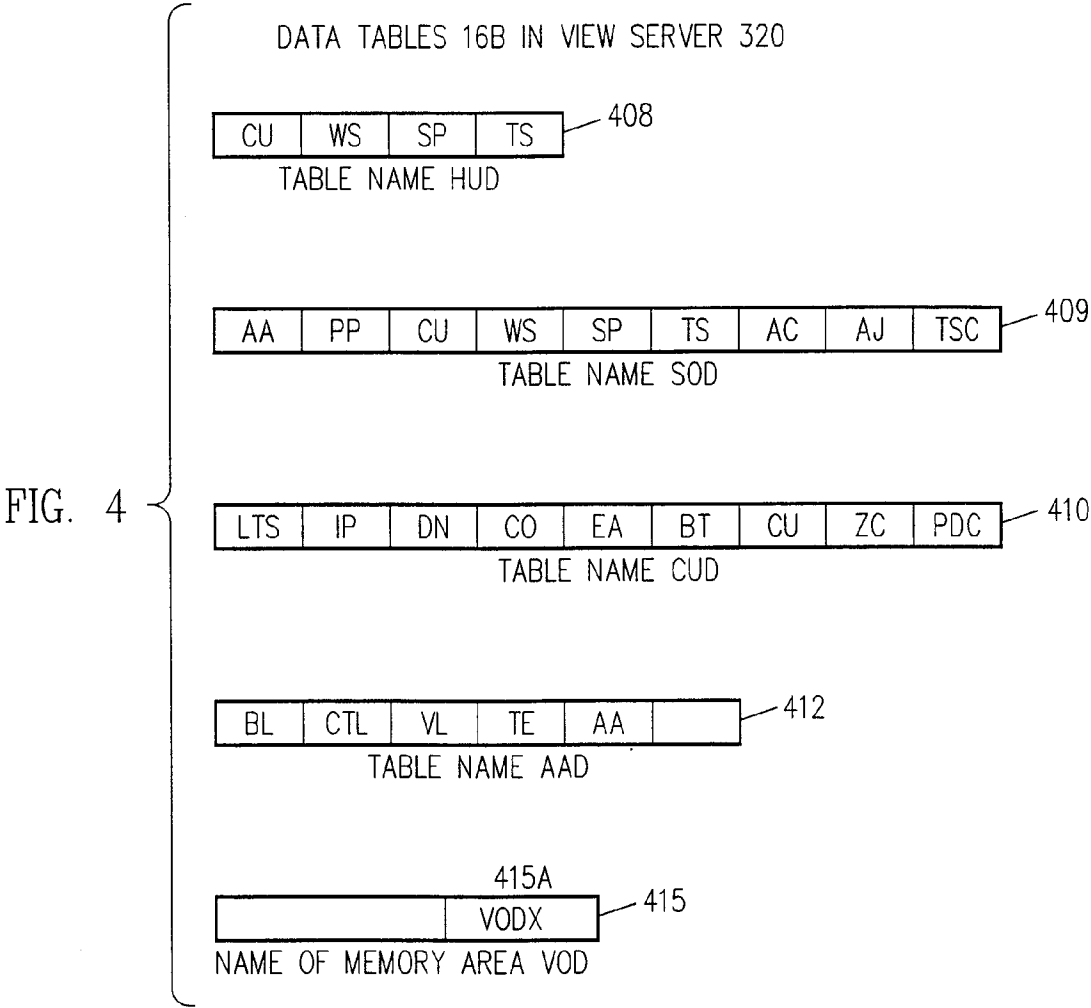 DATA TABLES 16B IN VIEW SERVER 320
CU WS SP TS 408
TABLE NAME HUD
AA PP CU WS SP TS AC AJ TSC 409
TABLE NAME SOD
FIG. 4
LTS IP DN CO EA BT CU ZC PDC 410
TABLE NAME CUD
BL CTL VL TE AA 412
TABLE NAME AAD
415A
VODX 415
NAME OF MEMORY AREA VOD